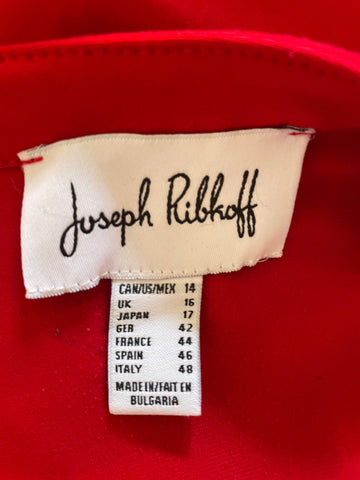 Joseph Ribkoff
CAN/US/MEX 14
UK 16
JAPAN 17
GER 42
FRANCE 44
SPAIN 46
ITALY 48
MADE IN/FAIT EN
BULGARIA